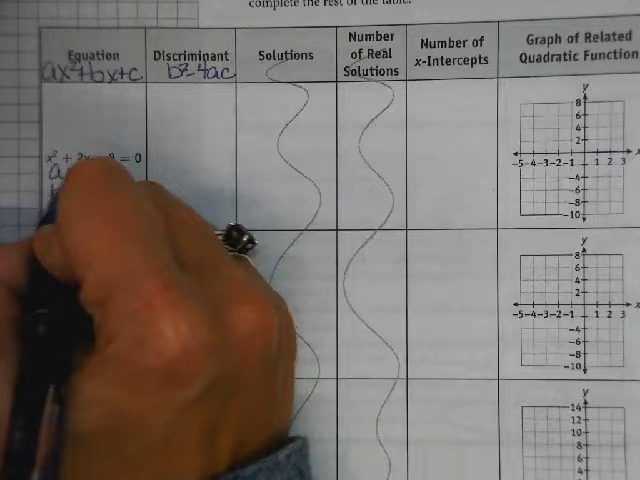 complete the rest of the table.
Equation
ax²+bx+c
Discriminant
b²-4ac
Solutions
Number
of Real
Solutions
Number of
x-Intercepts
Graph of Related
Quadratic Function
x² + = 0
a
y
8
6
4
2
x
-5 -4 -3 -2 -1 1 2 3
-4
-6
-8
-10
y
8
6
4
2
x
-5 -4 -3 -2 -1 1 2 3
-4
-6
-8
-10
y
14
12
10
8
6
4